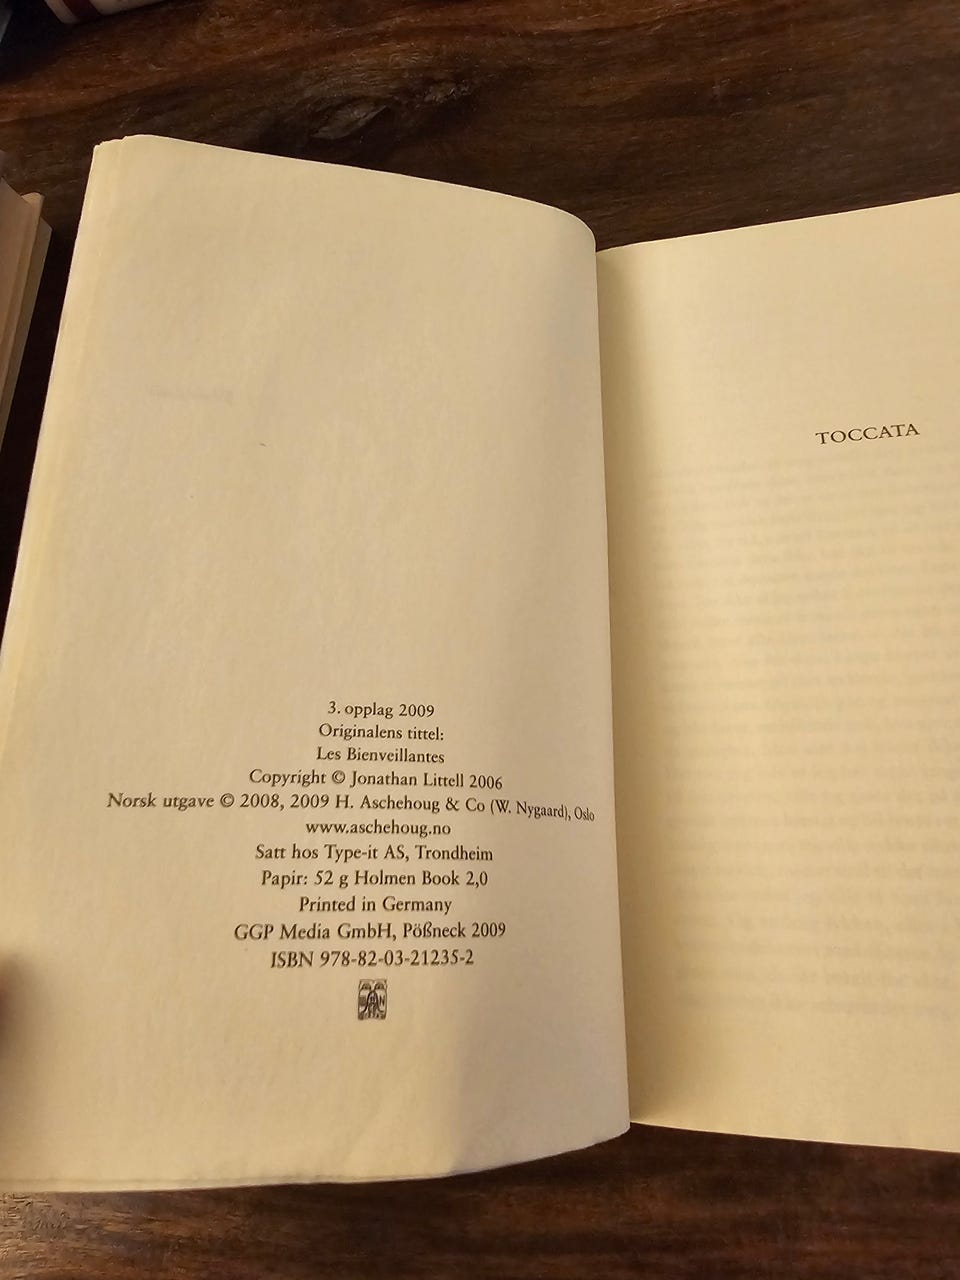 3. opplag 2009
Originalens tittel:
Les Bienveillantes
Copyright © Jonathan Littell 2006
Norsk utgave © 2008, 2009 H. Aschehoug & Co (W. Nygaard), Oslo
www.aschehoug.no
Satt hos Type-it AS, Trondheim
Papir: 52 g Holmen Book 2,0
Printed in Germany
GGP Media GmbH, Pößneck 2009
ISBN 978-82-03-21235-2
TOCCATA